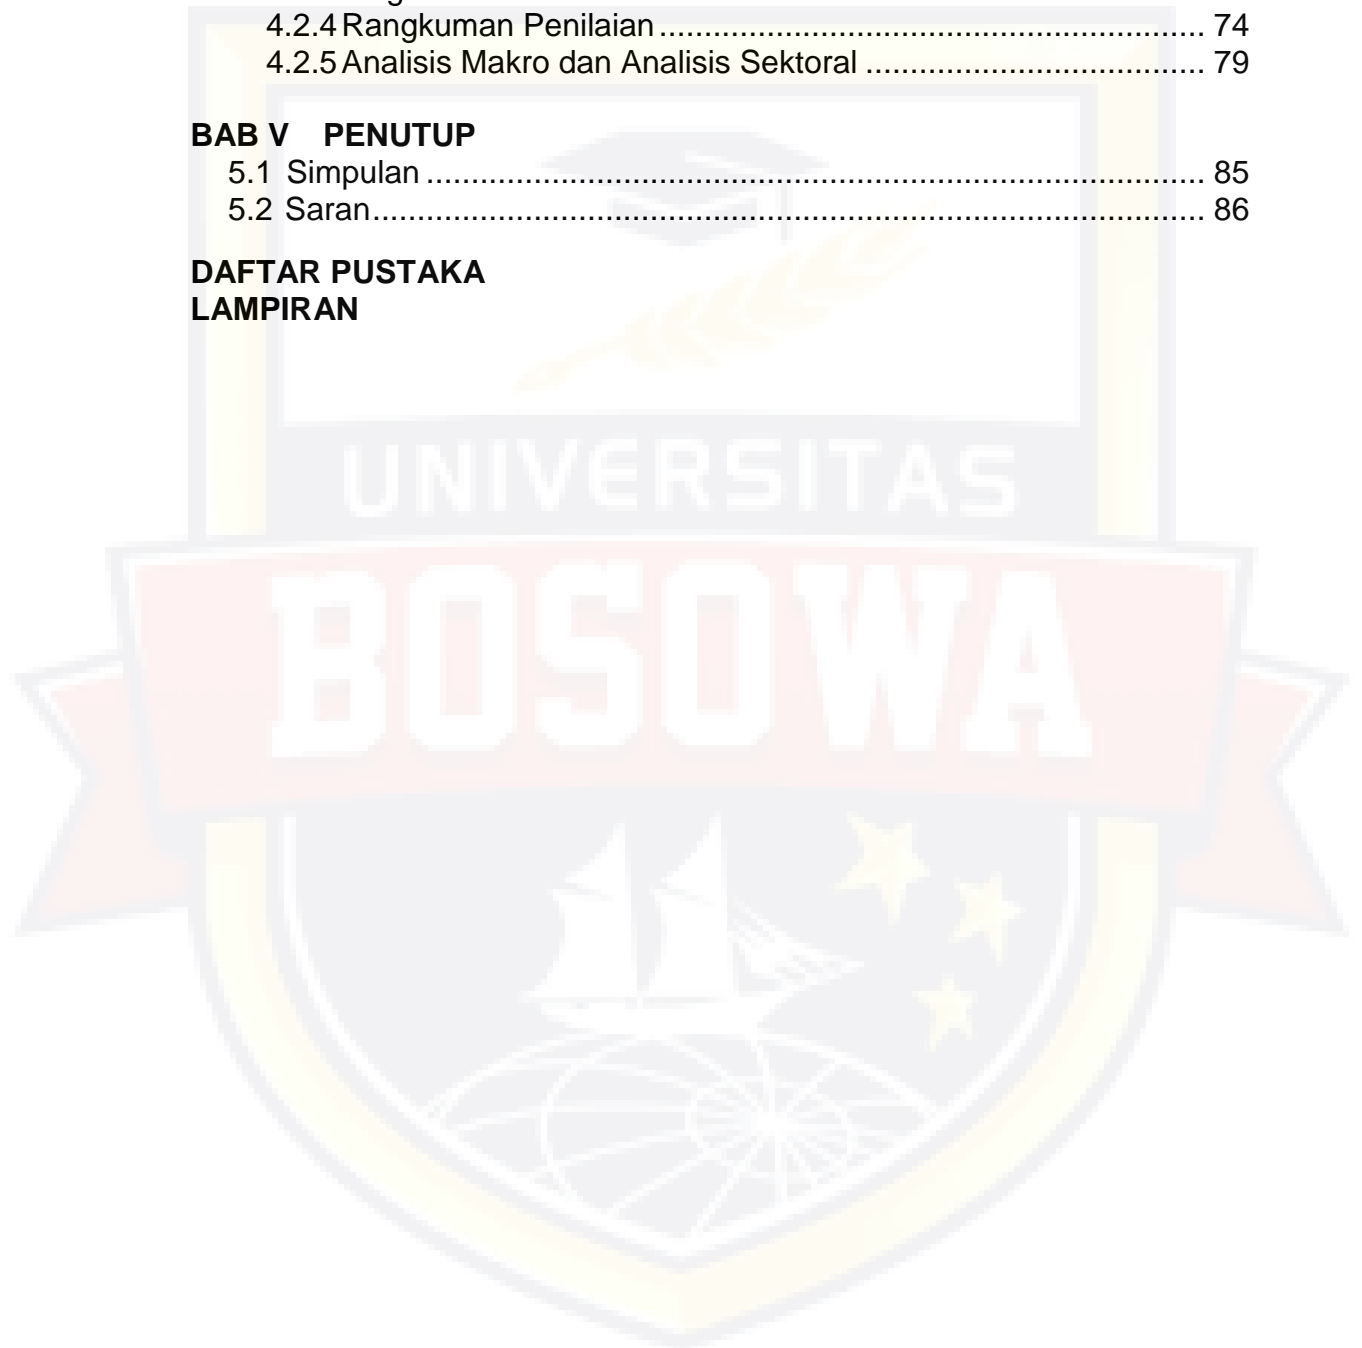 4.2.4 Rangkuman Penilaian ............................................................. 74
4.2.5 Analisis Makro dan Analisis Sektoral ...................................... 79
BAB V PENUTUP
5.1 Simpulan ....................................................................................... 85
5.2 Saran............................................................................................. 86
DAFTAR PUSTAKA
LAMPIRAN
UNIVERSITAS
BOSOWA